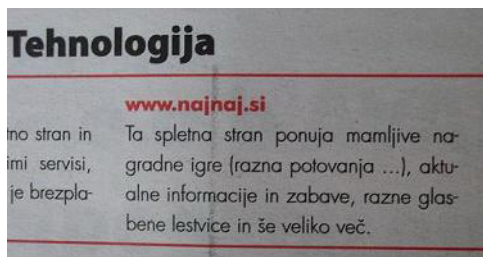 Tehnologija
tno stran in
imi servisi,
je brezpla-
www.najnaj.si
Ta spletna stran ponuja mamljive na-
gradne igre (razna potovanja ...), aktu-
alne informacije in zabave, razne glas-
bene lestvice in še veliko več.